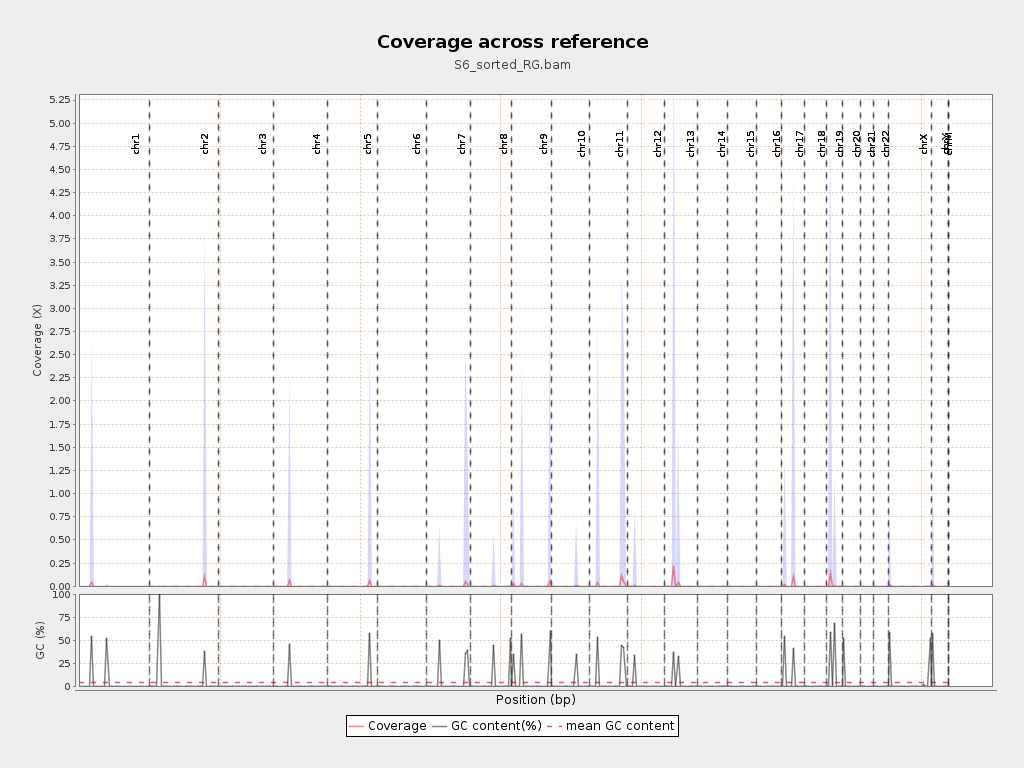 Coverage across reference
S6_sorted_RG.bam
Coverage (X)
5.25
5.00
4.75
4.50
4.25
4.00
3.75
3.50
3.25
3.00
2.75
2.50
2.25
2.00
1.75
1.50
1.25
1.00
0.75
0.50
0.25
0.00
chr1
chr2
chr3
chr4
chr5
chr6
chr7
chr8
chr9
chr10
chr11
chr12
chr13
chr14
chr15
chr16
chr17
chr18
chr19
chr20
chr21
chr22
chrX
GC (%)
100
75
50
25
0
Position (bp)
Coverage GC content(%) mean GC content